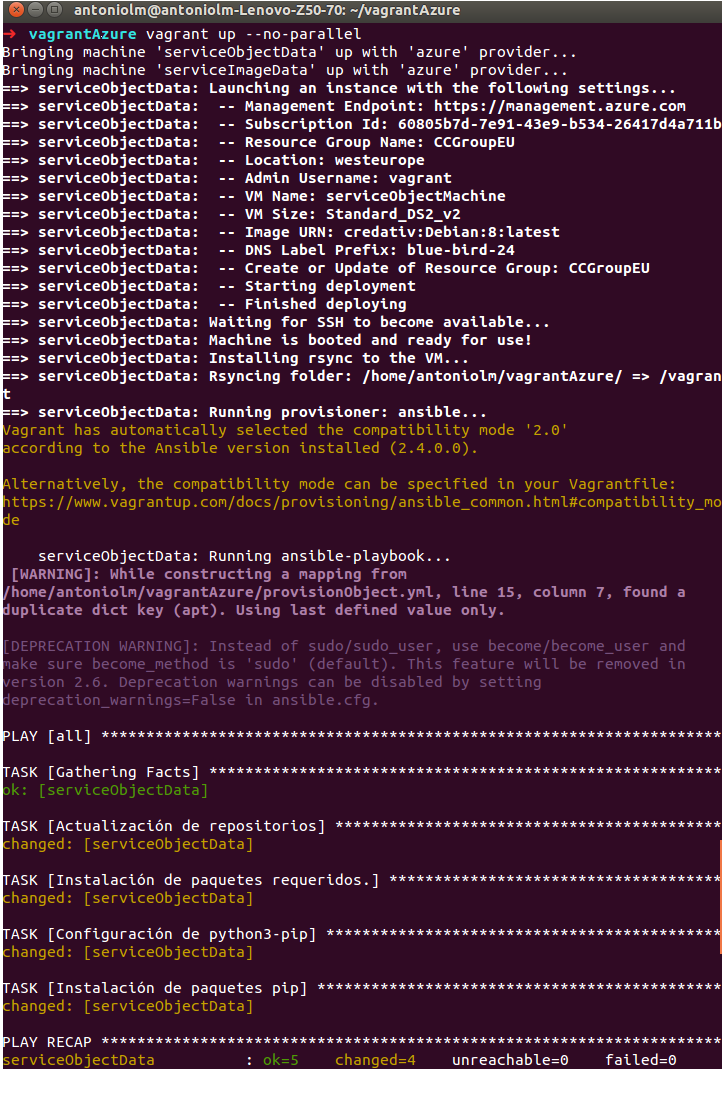 antoniolm@antoniolm-Lenovo-Z50-70: ~/vagrantAzure
➜ vagrantAzure vagrant up --no-parallel
Bringing machine 'serviceObjectData' up with 'azure' provider...
Bringing machine 'serviceImageData' up with 'azure' provider...
==> serviceObjectData: Launching an instance with the following settings...
==> serviceObjectData:  -- Management Endpoint: https://management.azure.com
==> serviceObjectData:  -- Subscription Id: 60805b7d-7e91-43e9-b534-26417d4a711b
==> serviceObjectData:  -- Resource Group Name: CCGroupEU
==> serviceObjectData:  -- Location: westeurope
==> serviceObjectData:  -- Admin Username: vagrant
==> serviceObjectData:  -- VM Name: serviceObjectMachine
==> serviceObjectData:  -- VM Size: Standard_DS2_v2
==> serviceObjectData:  -- Image URN: credativ:Debian:8:latest
==> serviceObjectData:  -- DNS Label Prefix: blue-bird-24
==> serviceObjectData:  -- Create or Update of Resource Group: CCGroupEU
==> serviceObjectData:  -- Starting deployment
==> serviceObjectData:  -- Finished deploying
==> serviceObjectData: Waiting for SSH to become available...
==> serviceObjectData: Machine is booted and ready for use!
==> serviceObjectData: Installing rsync to the VM...
==> serviceObjectData: Rsyncing folder: /home/antoniolm/vagrantAzure/ => /vagran
t
==> serviceObjectData: Running provisioner: ansible...
Vagrant has automatically selected the compatibility mode '2.0'
according to the Ansible version installed (2.4.0.0).
Alternatively, the compatibility mode can be specified in your Vagrantfile:
https://www.vagrantup.com/docs/provisioning/ansible_common.html#compatibility_mo
de
    serviceObjectData: Running ansible-playbook...
 [WARNING]: While constructing a mapping from
/home/antoniolm/vagrantAzure/provisionObject.yml, line 15, column 7, found a
duplicate dict key (apt). Using last defined value only.
[DEPRECATION WARNING]: Instead of sudo/sudo_user, use become/become_user and
make sure become_method is 'sudo' (default). This feature will be removed in
version 2.6. Deprecation warnings can be disabled by setting
deprecation_warnings=False in ansible.cfg.
PLAY [all] *********************************************************************
TASK [Gathering Facts] *********************************************************
ok: [serviceObjectData]
TASK [Actualización de repositorios] *******************************************
changed: [serviceObjectData]
TASK [Instalación de paquetes requeridos.] *************************************
changed: [serviceObjectData]
TASK [Configuración de python3-pip] ********************************************
changed: [serviceObjectData]
TASK [Instalación de paquetes pip] *********************************************
changed: [serviceObjectData]
PLAY RECAP *********************************************************************
serviceObjectData          : ok=5    changed=4    unreachable=0    failed=0